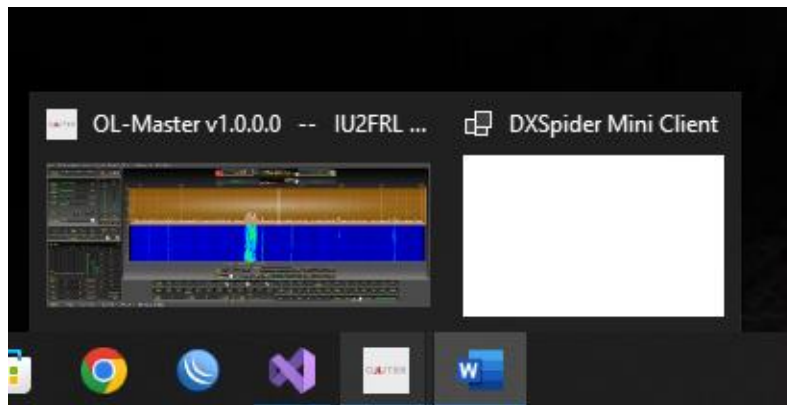 OL-Master v1.0.0.0 -- IU2FRL ...
DXSpider Mini Client
W